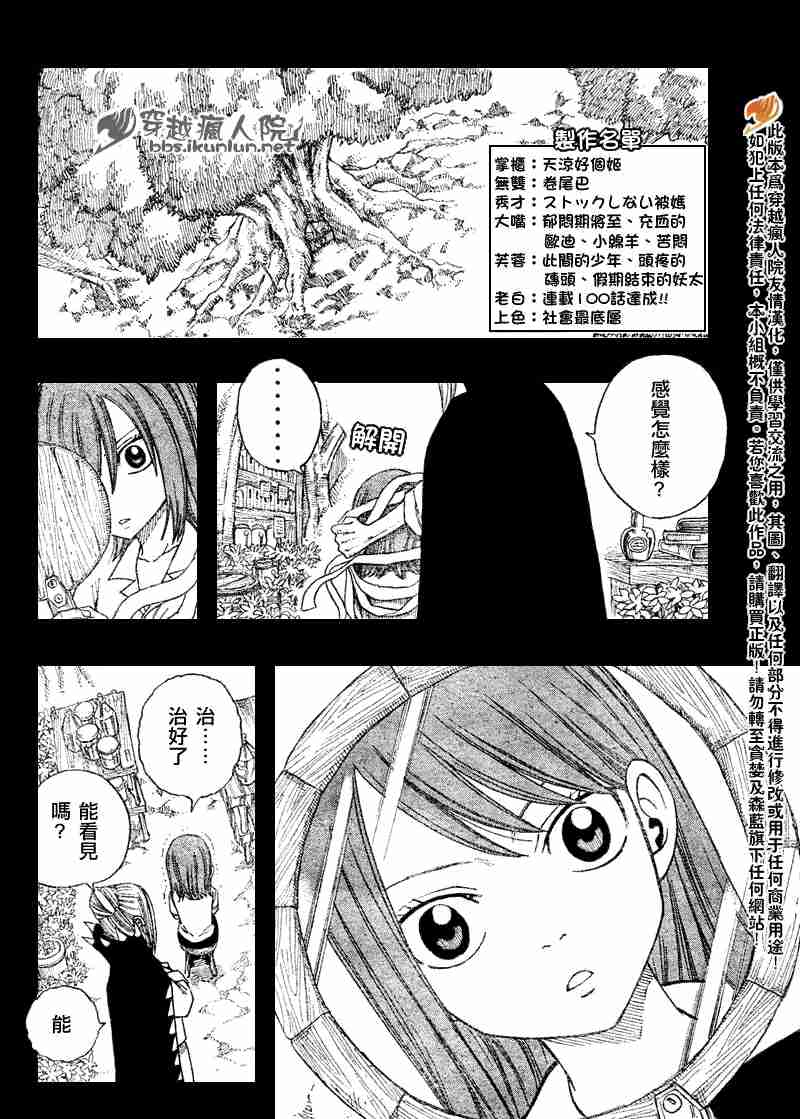 穿越瘋人院
bbs.ikunlun.net
製作名單
掌櫃：天涼好個姬
無雙：卷尾巴
秀才：ストックしない被媽
大嘴：郁悶期將至、充血的
歐迪、小綿羊、苦悶
芙蓉：此間的少年、頭疼的
磚頭、假期結束的妖太
老白：連載100話達成!!
上色：社會最底層
此版本為穿越瘋人院友情漢化，僅供學習交流之用，其圖、翻譯以及任何部分不得進行修改或用于任何商業用途！
如犯上任何法律責任，本小組概不負責。若您喜歡此作品，請購買正版！請勿轉至貪婪及森藍旗下任何網站！
感覺怎麼樣？
解開
………
治……
治好了
能看見
嗎？
能